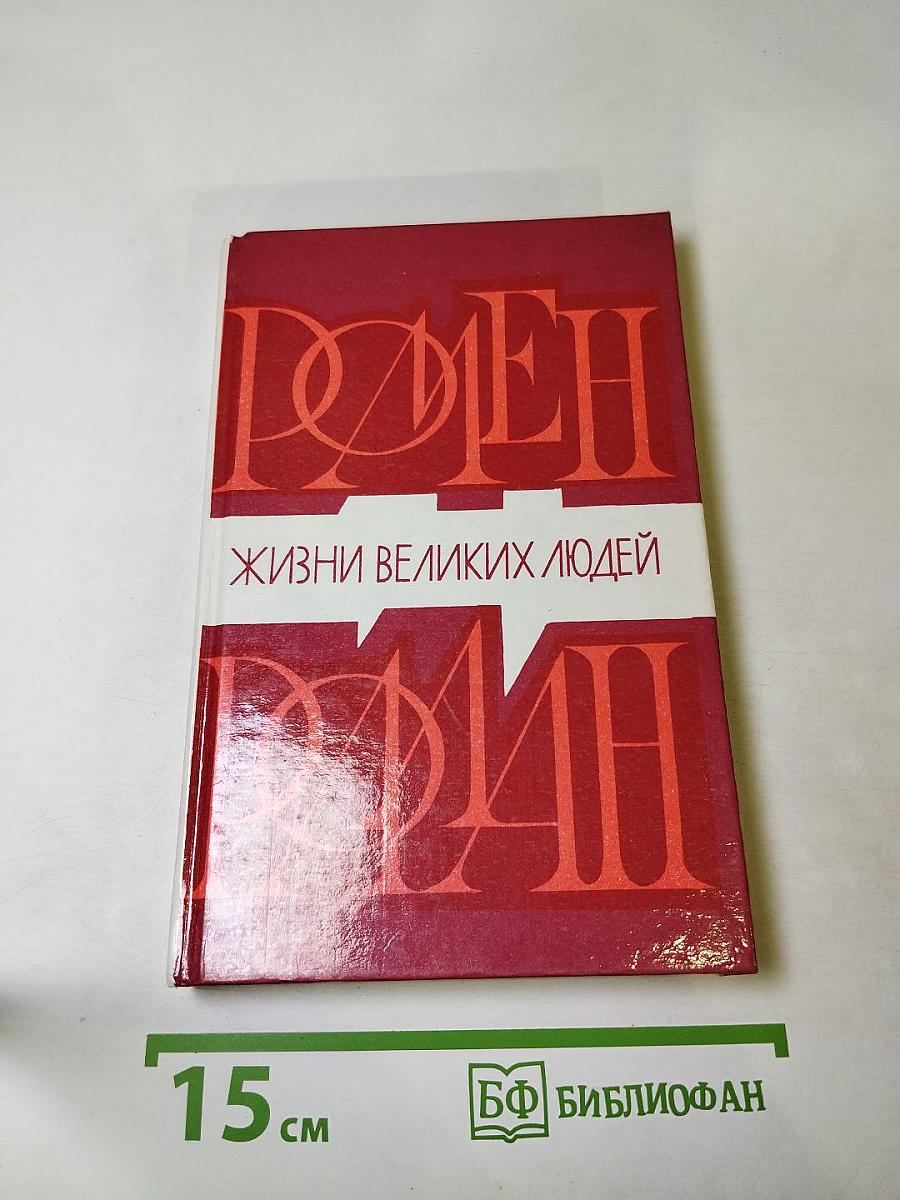 РОМЕН
ЖИЗНИ ВЕЛИКИХ ЛЮДЕЙ
РОЛЛАН
15 см
БФ БИБЛИОФАН